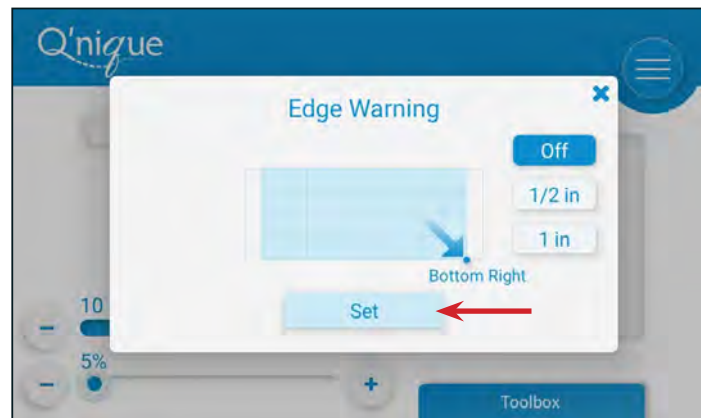 Q'nique
Edge Warning
Off
1/2 in
1 in
Bottom Right
Set
10
5%
Toolbox